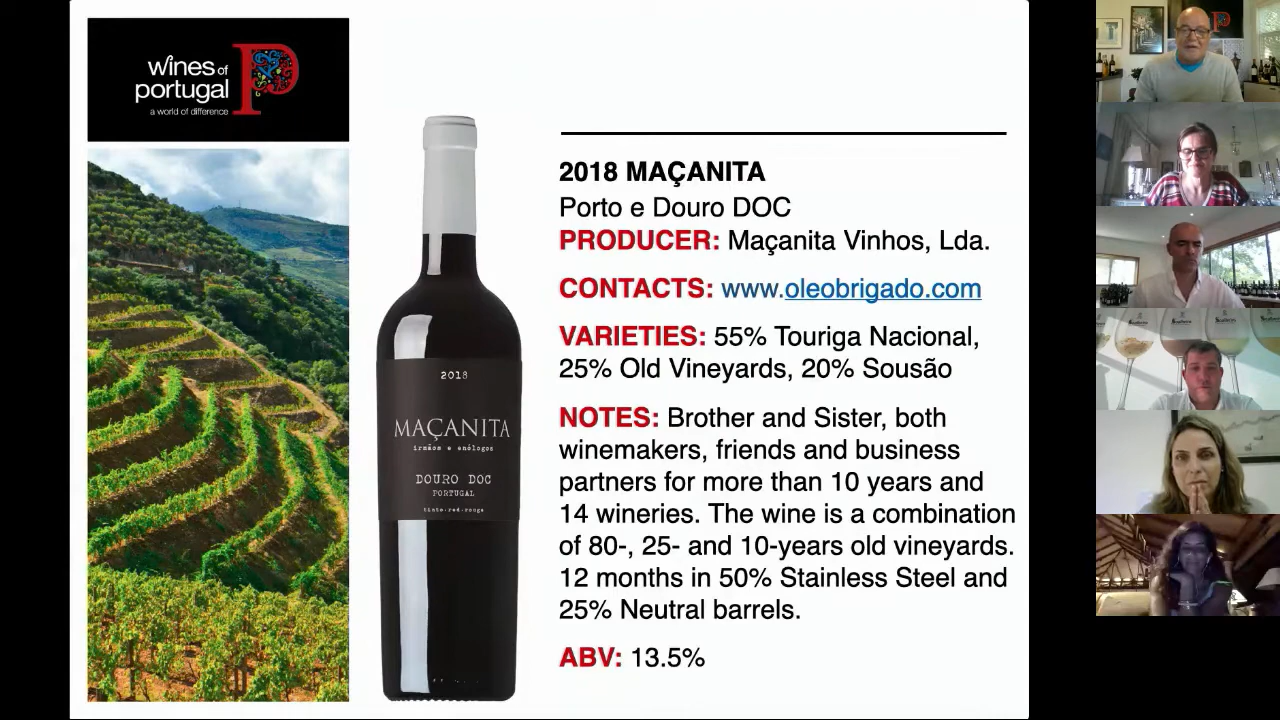 wines of
portugal
a world of difference
2018 MAÇANITA
Porto e Douro DOC
PRODUCER: Maçanita Vinhos, Lda.
CONTACTS: www.oleobrigado.com
VARIETIES: 55% Touriga Nacional,
25% Old Vineyards, 20% Sousão
NOTES: Brother and Sister, both
winemakers, friends and business
partners for more than 10 years and
14 wineries. The wine is a combination
of 80-, 25- and 10-years old vineyards.
12 months in 50% Stainless Steel and
25% Neutral barrels.
ABV: 13.5%
2018
MAÇANITA
irmãos e enólogos
DOURO DOC
PORTUGAL
tinto·red·rouge